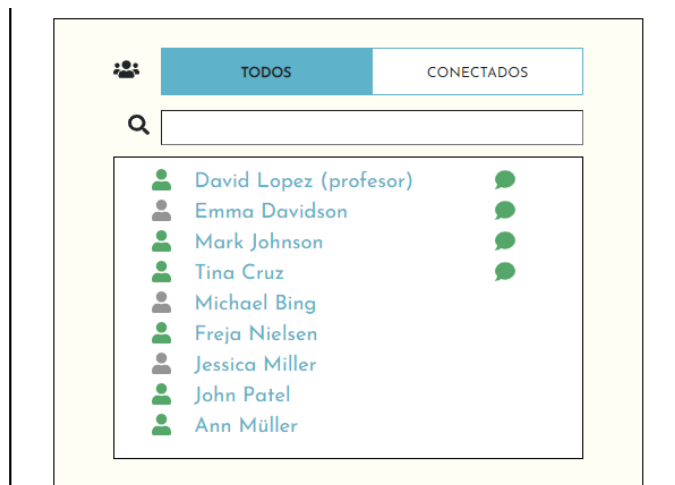 TODOS CONECTADOS
David Lopez (profesor)
Emma Davidson
Mark Johnson
Tina Cruz
Michael Bing
Freja Nielsen
Jessica Miller
John Patel
Ann Müller